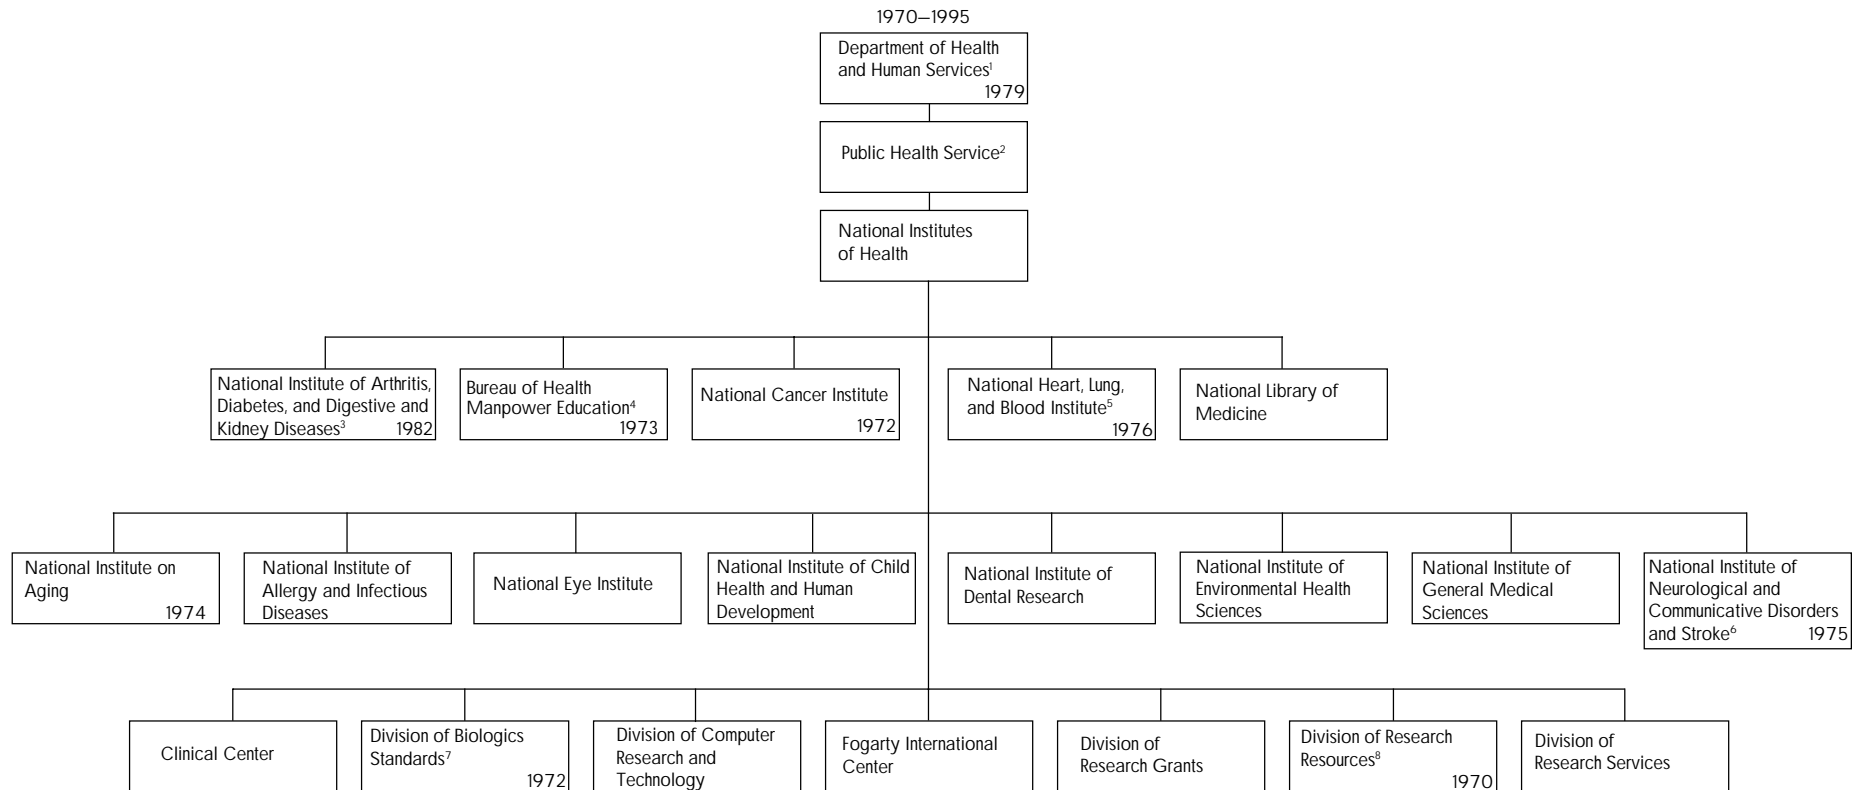 1970–1995
Department of Health
and Human Services¹
1979
Public Health Service²
National Institutes
of Health
National Institute of Arthritis,
Diabetes, and Digestive and
Kidney Diseases³ 1982
Bureau of Health
Manpower Education⁴
1973
National Cancer Institute
1972
National Heart, Lung,
and Blood Institute⁵
1976
National Library of
Medicine
National Institute on
Aging
1974
National Institute of
Allergy and Infectious
Diseases
National Eye Institute
National Institute of Child
Health and Human
Development
National Institute of
Dental Research
National Institute of
Environmental Health
Sciences
National Institute of
General Medical
Sciences
National Institute of
Neurological and
Communicative Disorders
and Stroke⁶ 1975
Clinical Center
Division of Biologics
Standards⁷
1972
Division of Computer
Research and
Technology
Fogarty International
Center
Division of
Research Grants
Division of Research
Resources⁸
1970
Division of
Research Services